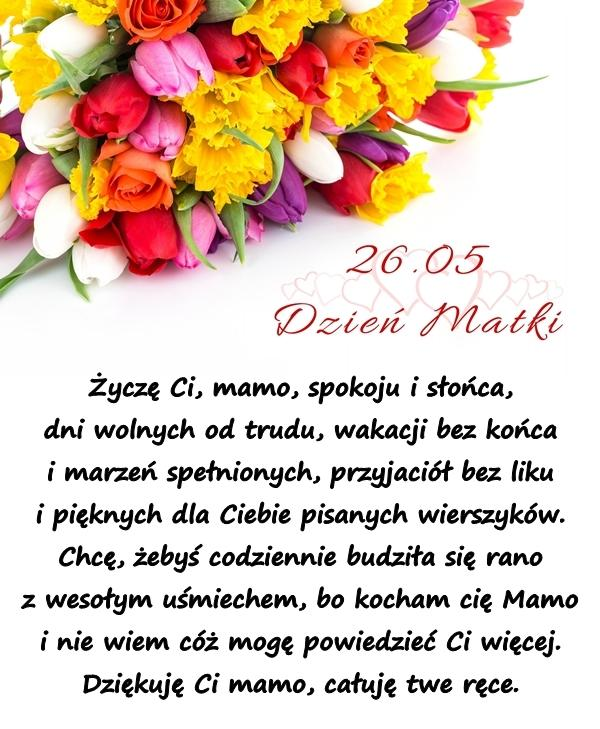 26.05
Dzień Matki
Życzę Ci, mamo, spokoju i słońca,
dni wolnych od trudu, wakacji bez końca
i marzeń spełnionych, przyjaciół bez liku
i pięknych dla Ciebie pisanych wierszyków.
Chcę, żebyś codziennie budziła się rano
z wesołym uśmiechem, bo kocham cię Mamo
i nie wiem cóż mogę powiedzieć Ci więcej.
Dziękuję Ci mamo, całuję twe ręce.